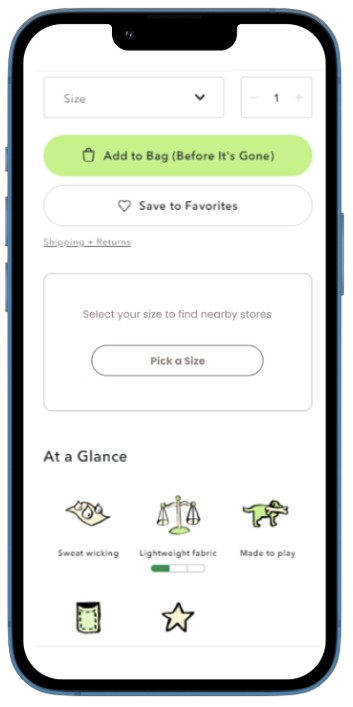 Size
− 1 +
Add to Bag (Before It's Gone)
Save to Favorites
Shipping + Returns
Select your size to find nearby stores
Pick a Size
At a Glance
Sweat wicking
Lightweight fabric
Made to play